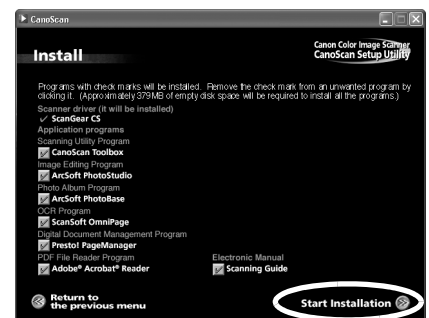 CanoScan
Install
Canon Color Image Scanner
CanoScan Setup Utility
Programs with check marks will be installed. Remove the check mark from an unwanted program by
clicking it. (Approximately 379MB of empty disk space will be required to install all the programs.)
Scanner driver (it will be installed)
ScanGear CS
Application programs
Scanning Utility Program
CanoScan Toolbox
Image Editing Program
ArcSoft PhotoStudio
Photo Album Program
ArcSoft PhotoBase
OCR Program
ScanSoft OmniPage
Digital Document Management Program
Presto! PageManager
PDF File Reader Program
Adobe® Acrobat® Reader
Electronic Manual
Scanning Guide
Return to
the previous menu
Start Installation